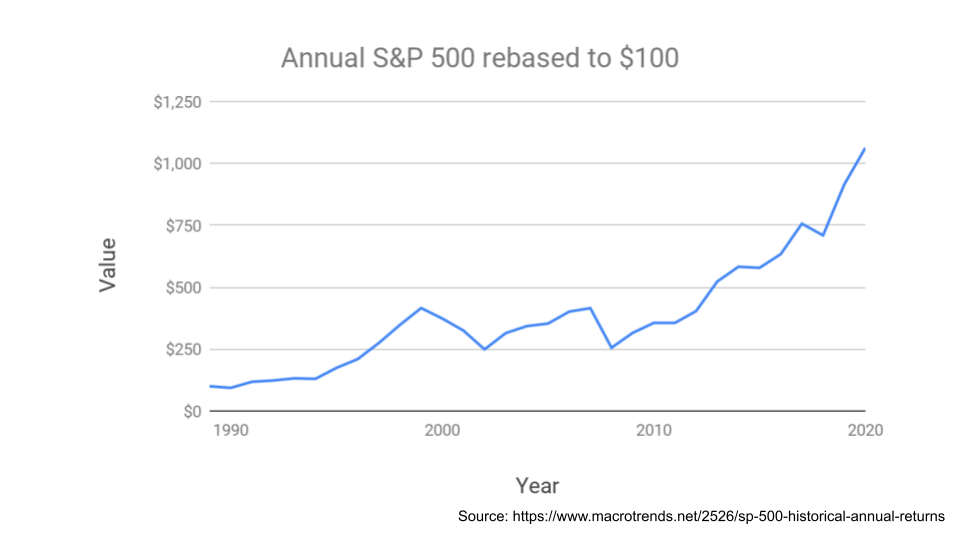 Annual S&P 500 rebased to $100
$1,250
$1,000
$750
$500
$250
$0
Value
1990
2000
2010
2020
Year
Source: https://www.macrotrends.net/2526/sp-500-historical-annual-returns